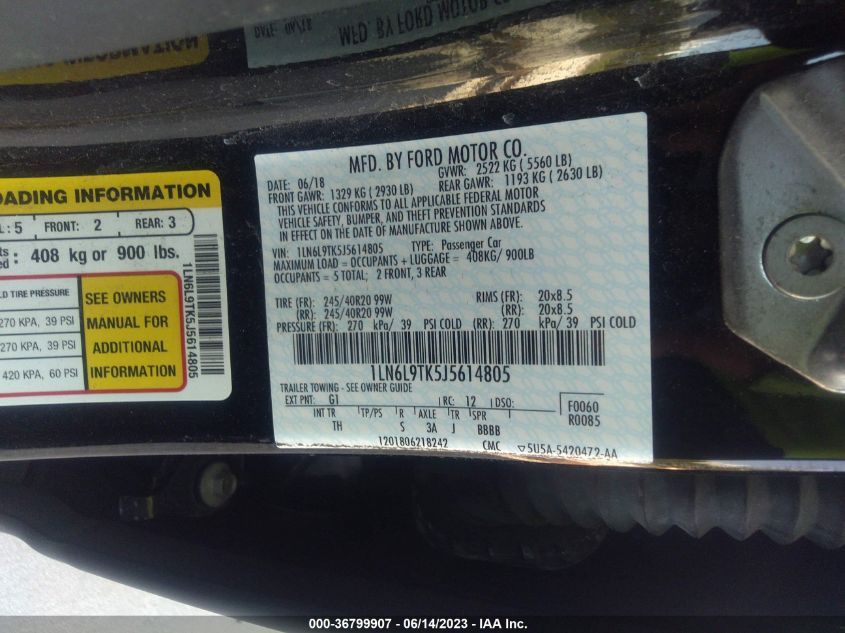 MFD. BY FORD MOTOR CO.
DATE: 06/18
GVWR: 2522 KG ( 5560 LB)
FRONT GAWR: 1329 KG ( 2930 LB)
REAR GAWR: 1193 KG ( 2630 LB)
THIS VEHICLE CONFORMS TO ALL APPLICABLE FEDERAL MOTOR
VEHICLE SAFETY, BUMPER, AND THEFT PREVENTION STANDARDS
IN EFFECT ON THE DATE OF MANUFACTURE SHOWN ABOVE.
VIN: 1LN6L9TK5J5614805 TYPE: Passenger Car
MAXIMUM LOAD = OCCUPANTS + LUGGAGE = 408KG/ 900LB
OCCUPANTS = 5 TOTAL; 2 FRONT, 3 REAR
TIRE (FR): 245/40R20 99W RIMS (FR): 20x8.5
(RR): 245/40R20 99W (RR): 20x8.5
PRESSURE (FR): 270 kPa/ 39 PSI COLD (RR): 270 kPa/ 39 PSI COLD
1LN6L9TK5J5614805
TRAILER TOWING - SEE OWNER GUIDE
EXT PNT: G1 RC: 12 DSO:
F0060
R0085
INT TR TP/PS R AXLE TR SPR
TH S 3A J BBBB
1201806218242 CMC ▽5U5A-5420472-AA
OADING INFORMATION
: 5 FRONT: 2 REAR: 3
408 kg or 900 lbs.
LD TIRE PRESSURE
270 KPA, 39 PSI
270 KPA, 39 PSI
420 KPA, 60 PSI
SEE OWNERS
MANUAL FOR
ADDITIONAL
INFORMATION
1LN6L9TK5J5614805
000-36799907 - 06/14/2023 - IAA Inc.